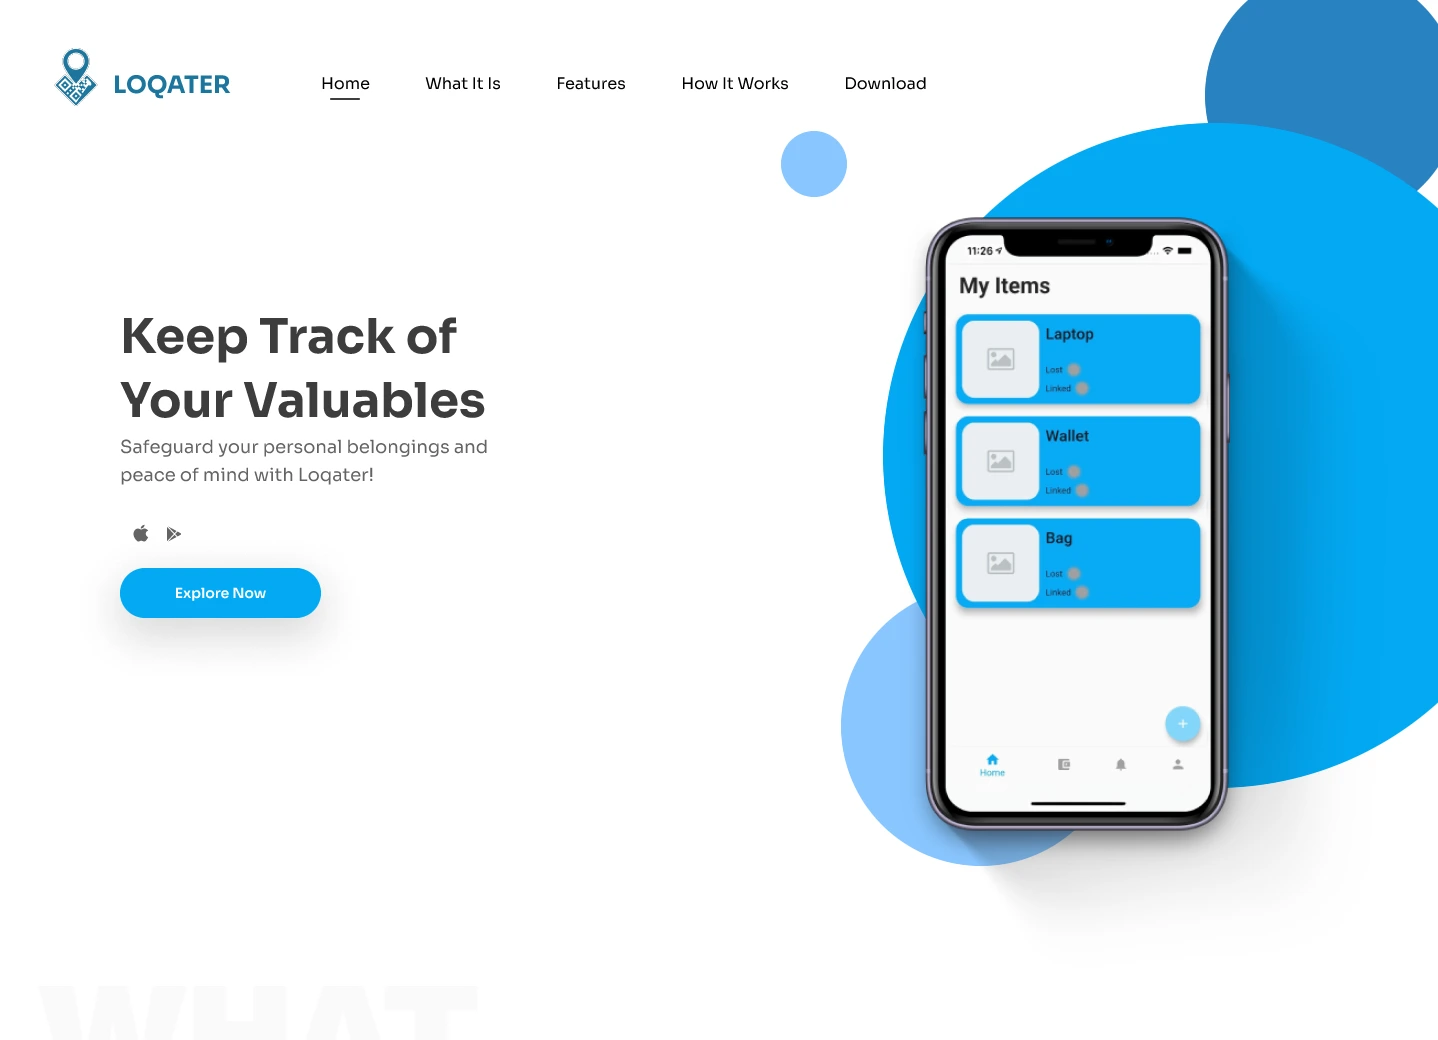 LOQATER
Home
What It Is
Features
How It Works
Download
Keep Track of
Your Valuables
Safeguard your personal belongings and
peace of mind with Loqater!
Explore Now
11:26
My Items
Laptop
Lost
Linked
Wallet
Lost
Linked
Bag
Lost
Linked
+
Home
WHAT